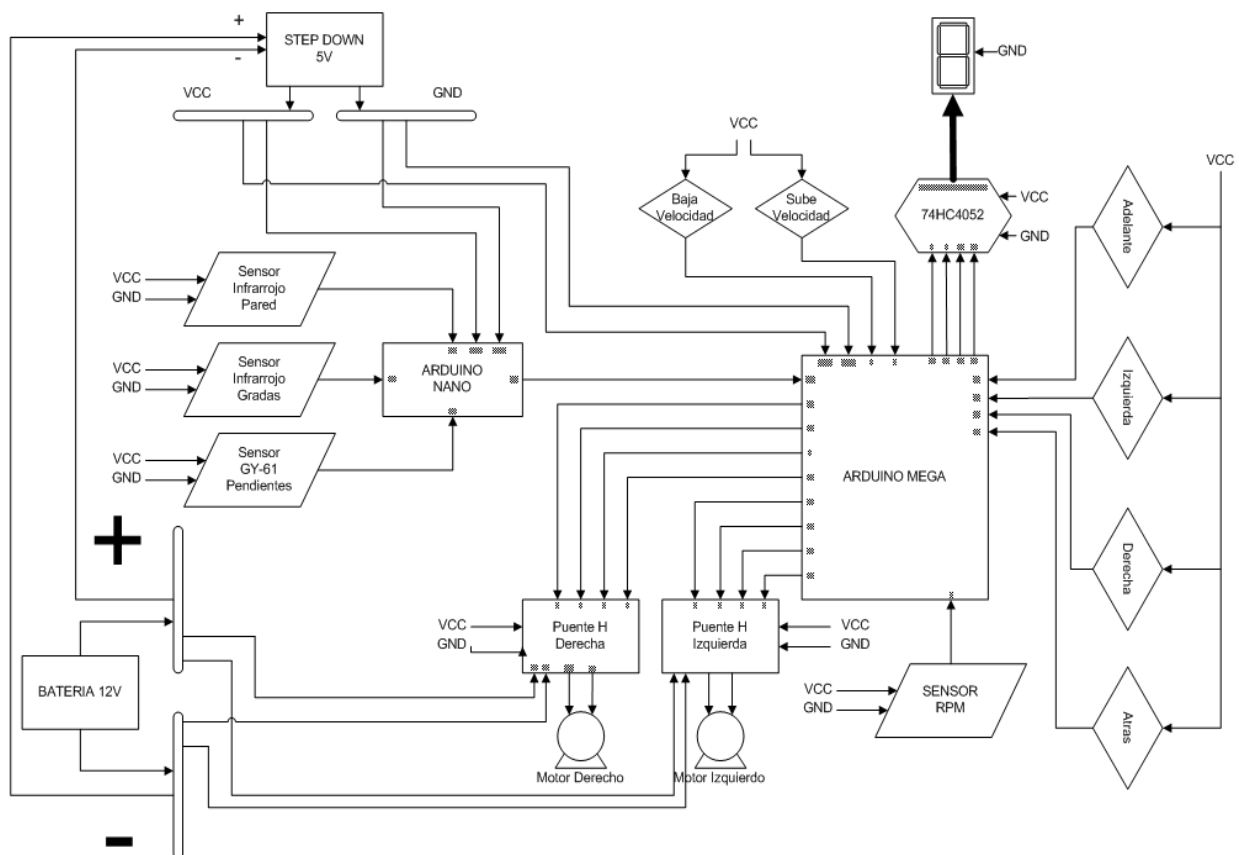 +
-
STEP DOWN
5V
VCC
GND
GND
VCC
Baja
Velocidad
Sube
Velocidad
74HC4052
VCC
GND
VCC
Adelante
VCC
GND
Sensor
Infrarrojo
Pared
VCC
GND
Sensor
Infrarrojo
Gradas
ARDUINO
NANO
VCC
GND
Sensor
GY-61
Pendientes
ARDUINO MEGA
Izquierda
Derecha
Atras
+
BATERIA 12V
-
VCC
GND
Puente H
Derecha
Puente H
Izquierda
VCC
GND
VCC
GND
SENSOR
RPM
Motor Derecho
Motor Izquierdo